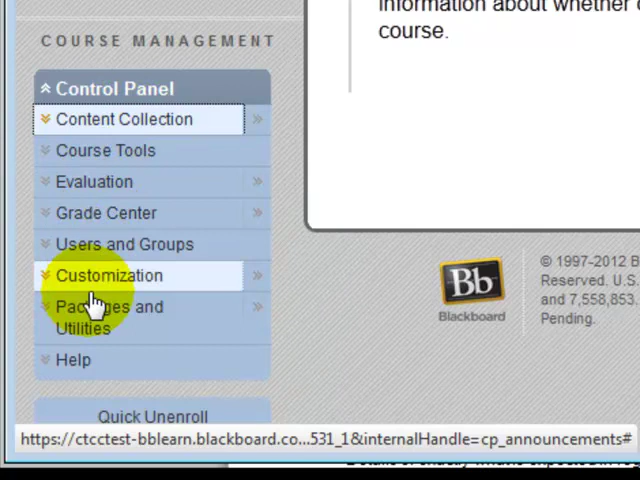 information about whether
course.
COURSE MANAGEMENT
Control Panel
Content Collection
Course Tools
Evaluation
Grade Center
Users and Groups
Customization
Packages and
Utilities
Help
Quick Unenroll
Bb
Blackboard
© 1997-2012 B
Reserved. U.S.
and 7,558,853.
Pending.
https://ctcctest-bblearn.blackboard.co...531_1&internalHandle=cp_announcements#